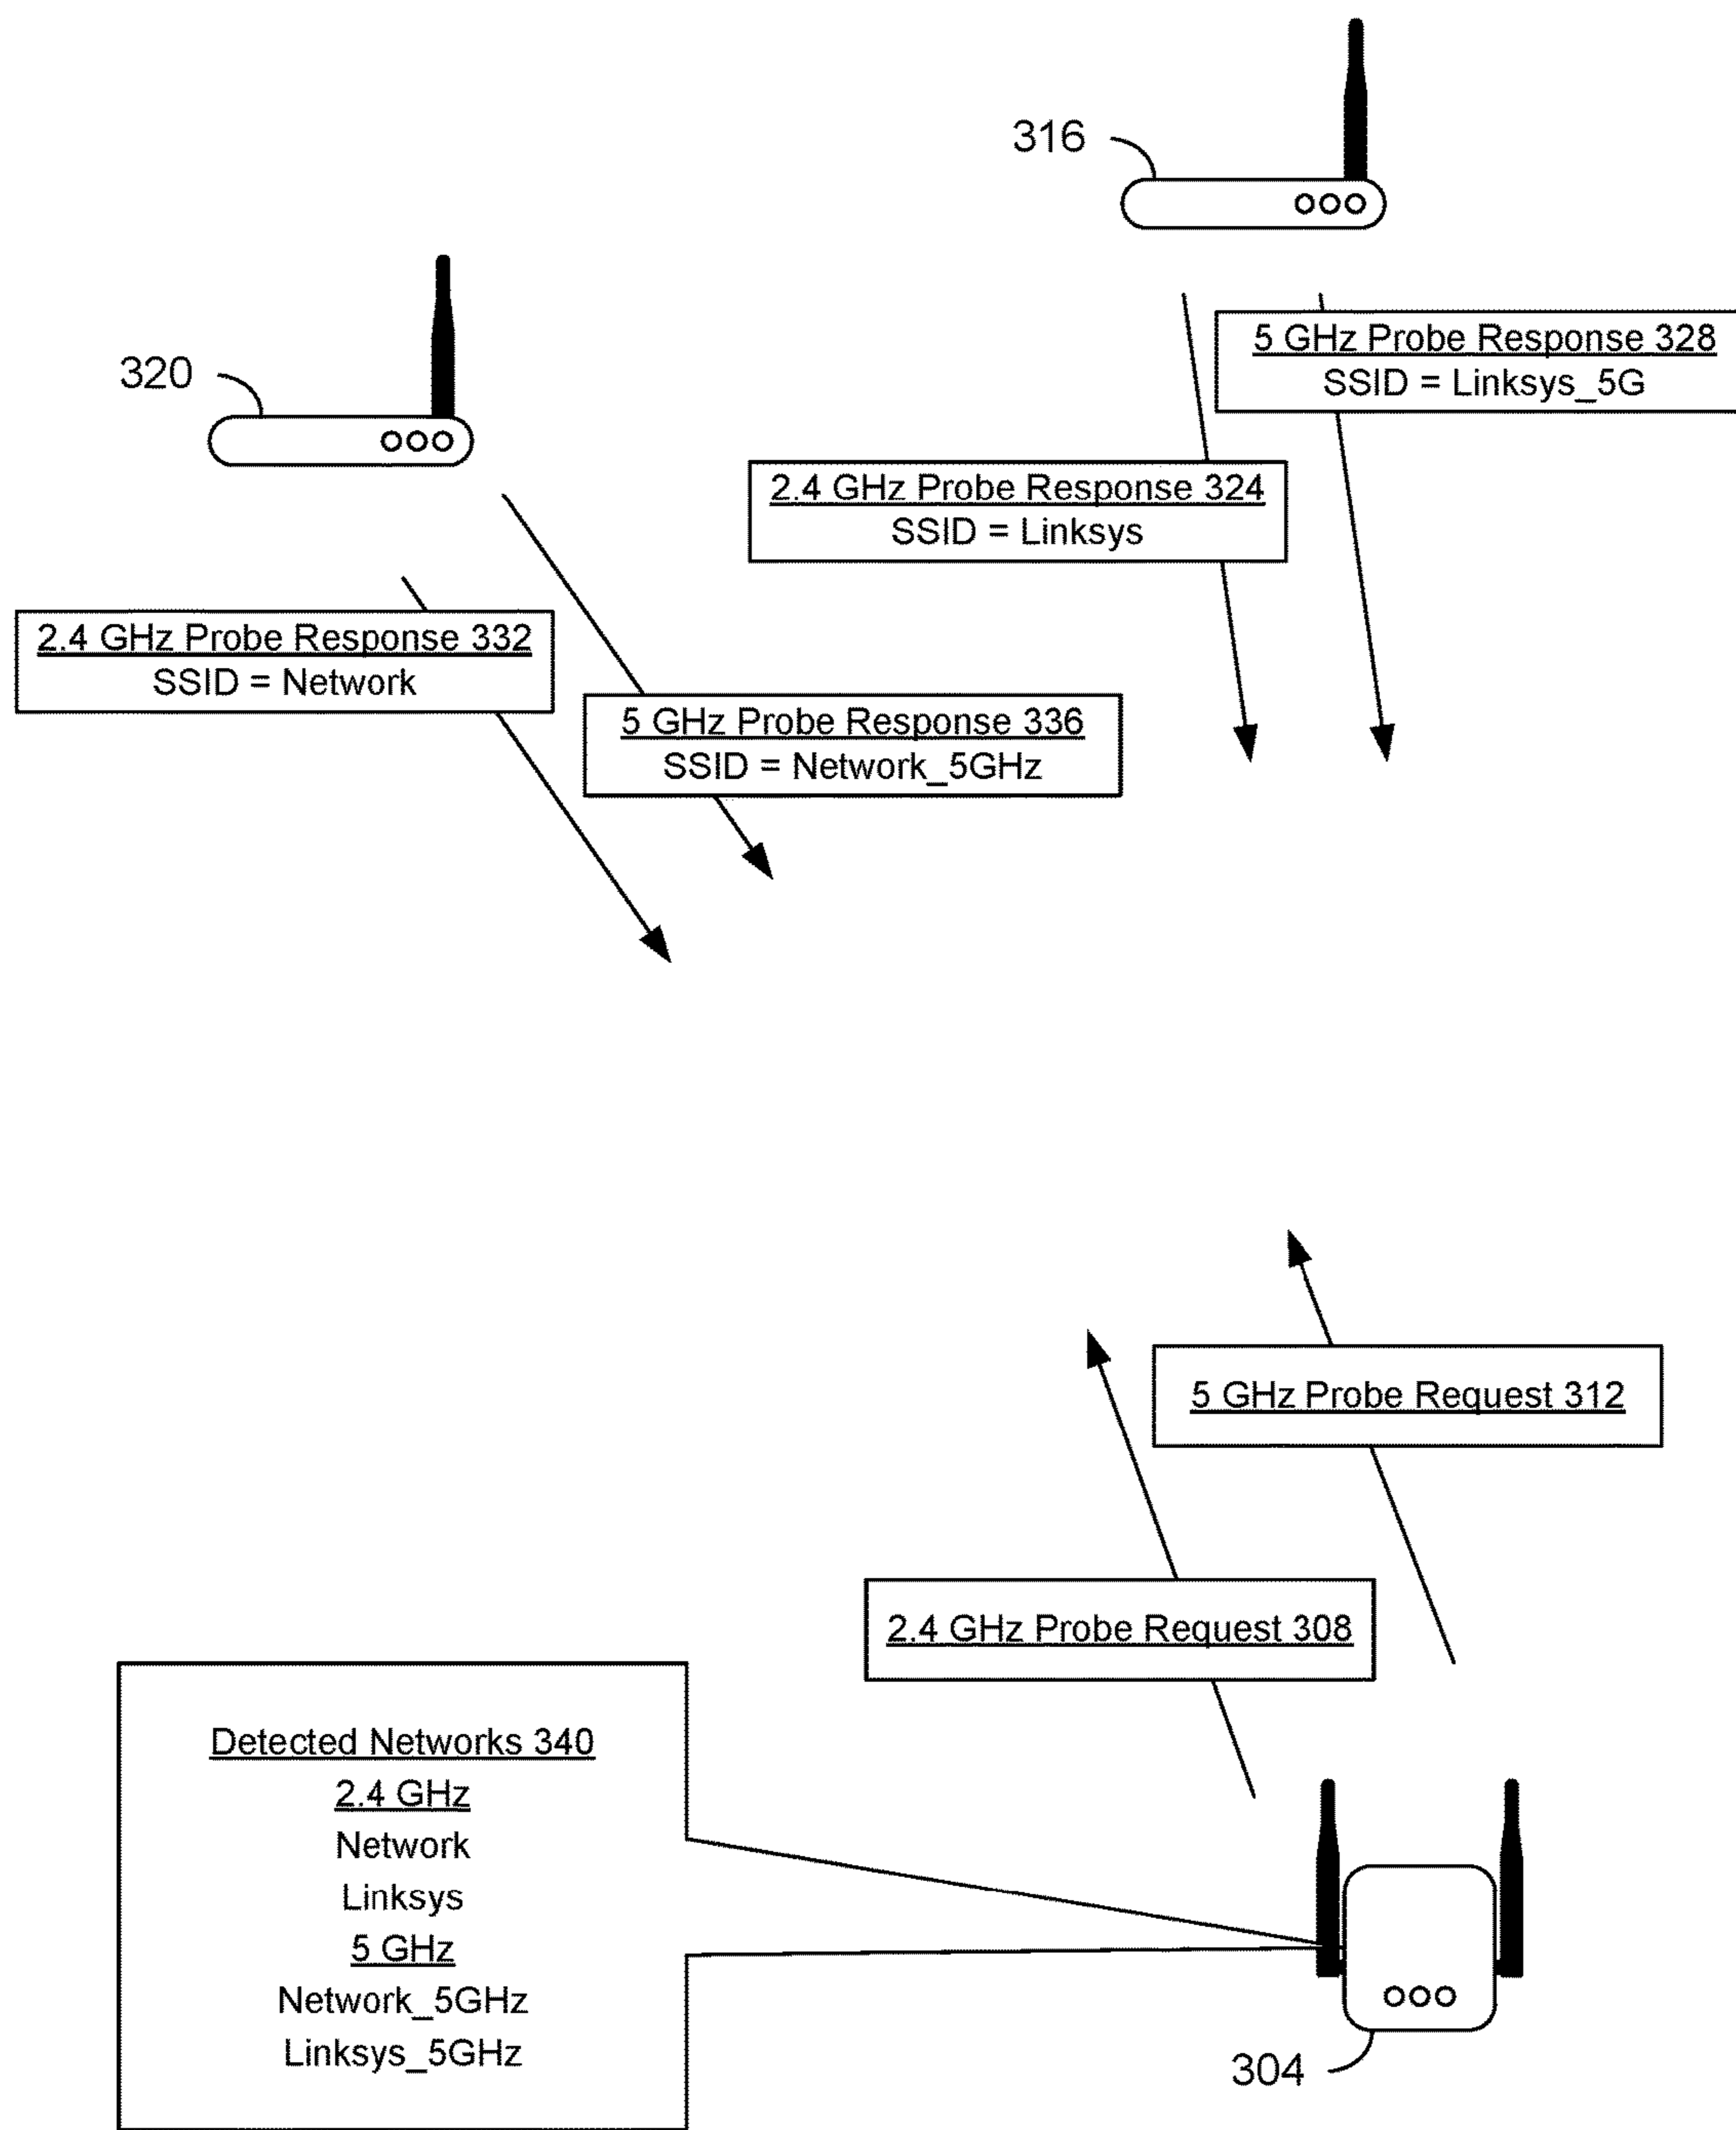 316
5 GHz Probe Response 328
SSID = Linksys_5G
320
2.4 GHz Probe Response 324
SSID = Linksys
2.4 GHz Probe Response 332
SSID = Network
5 GHz Probe Response 336
SSID = Network_5GHz
5 GHz Probe Request 312
2.4 GHz Probe Request 308
Detected Networks 340
2.4 GHz
Network
Linksys
5 GHz
Network_5GHz
Linksys_5GHz
304